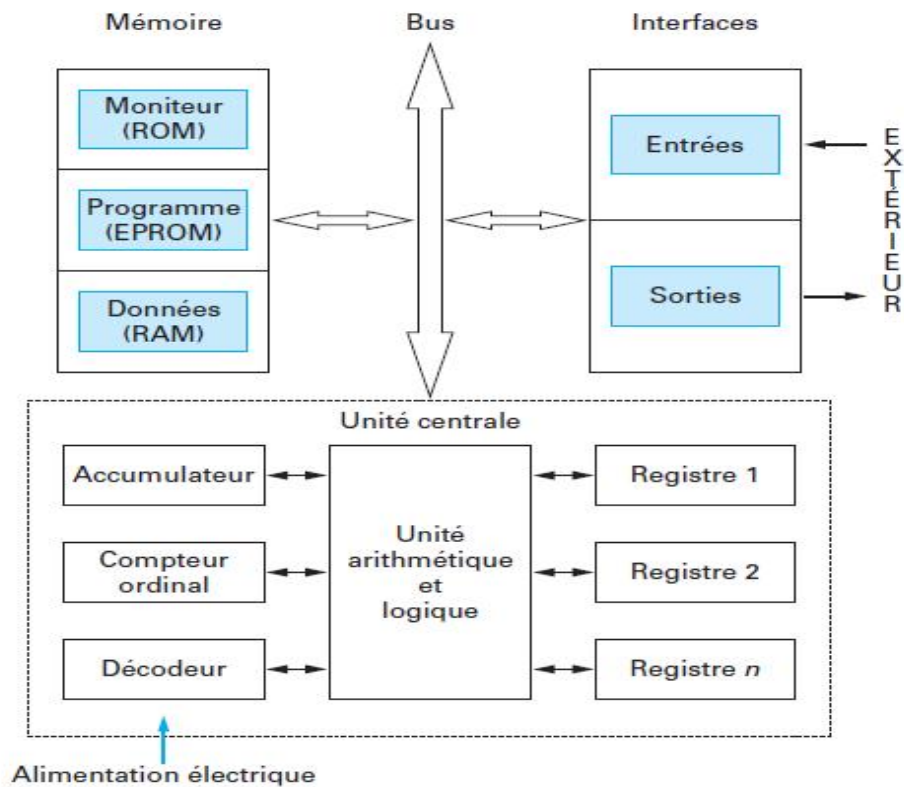 Mémoire
Bus
Interfaces
Moniteur
(ROM)
Programme
(EPROM)
Données
(RAM)
Entrées
Sorties
EXTÉRIEUR
Unité centrale
Accumulateur
Compteur
ordinal
Décodeur
Unité
arithmétique
et
logique
Registre 1
Registre 2
Registre n
Alimentation électrique